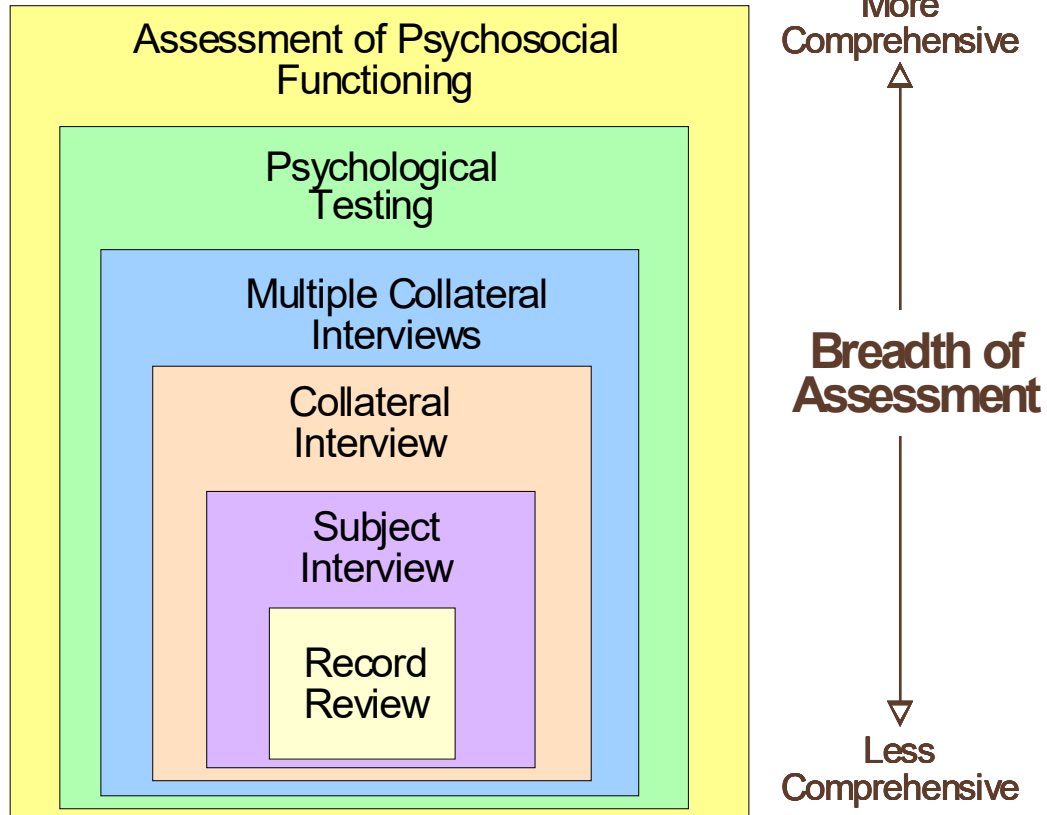 Assessment of Psychosocial
Functioning
Psychological
Testing
Multiple Collateral
Interviews
Collateral
Interview
Subject
Interview
Record
Review
More
Comprehensive
Breadth of
Assessment
Less
Comprehensive